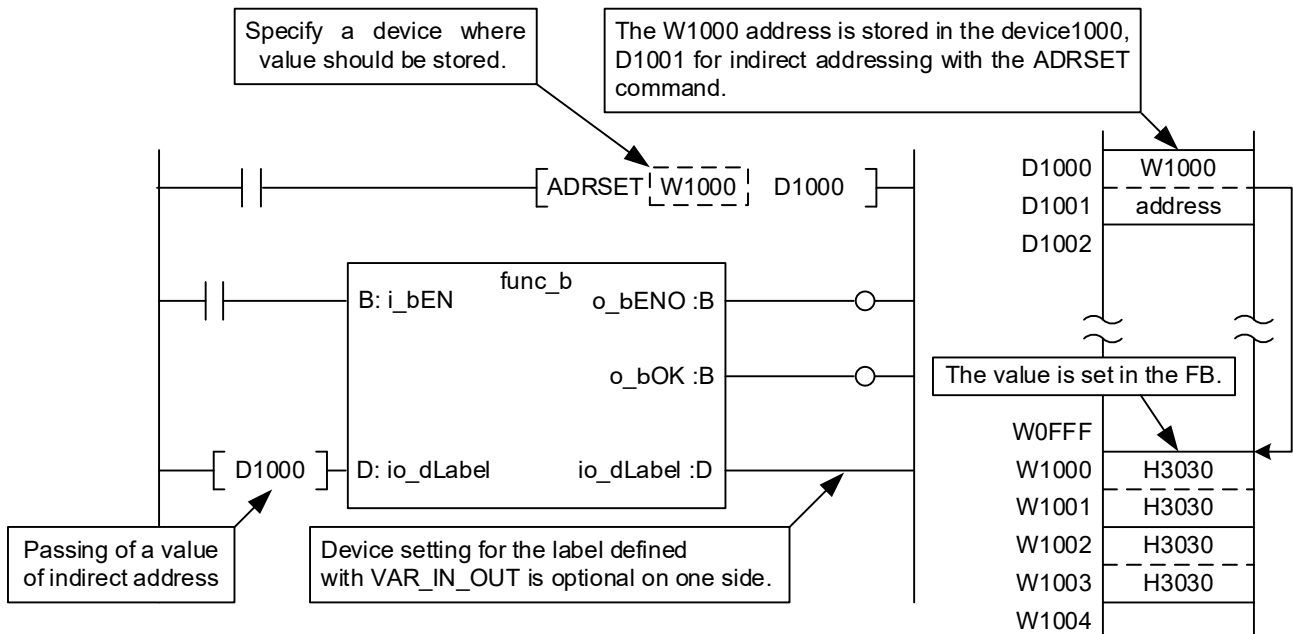 Specify a device where
value should be stored.
The W1000 address is stored in the device1000,
D1001 for indirect addressing with the ADRSET
command.
ADRSET W1000 D1000
D1000 W1000
D1001 address
D1002
func_b
B: i_bEN o_bENO :B
o_bOK :B
The value is set in the FB.
D1000 D: io_dLabel io_dLabel :D
W0FFF
W1000 H3030
W1001 H3030
W1002 H3030
W1003 H3030
W1004
Passing of a value
of indirect address
Device setting for the label defined
with VAR_IN_OUT is optional on one side.